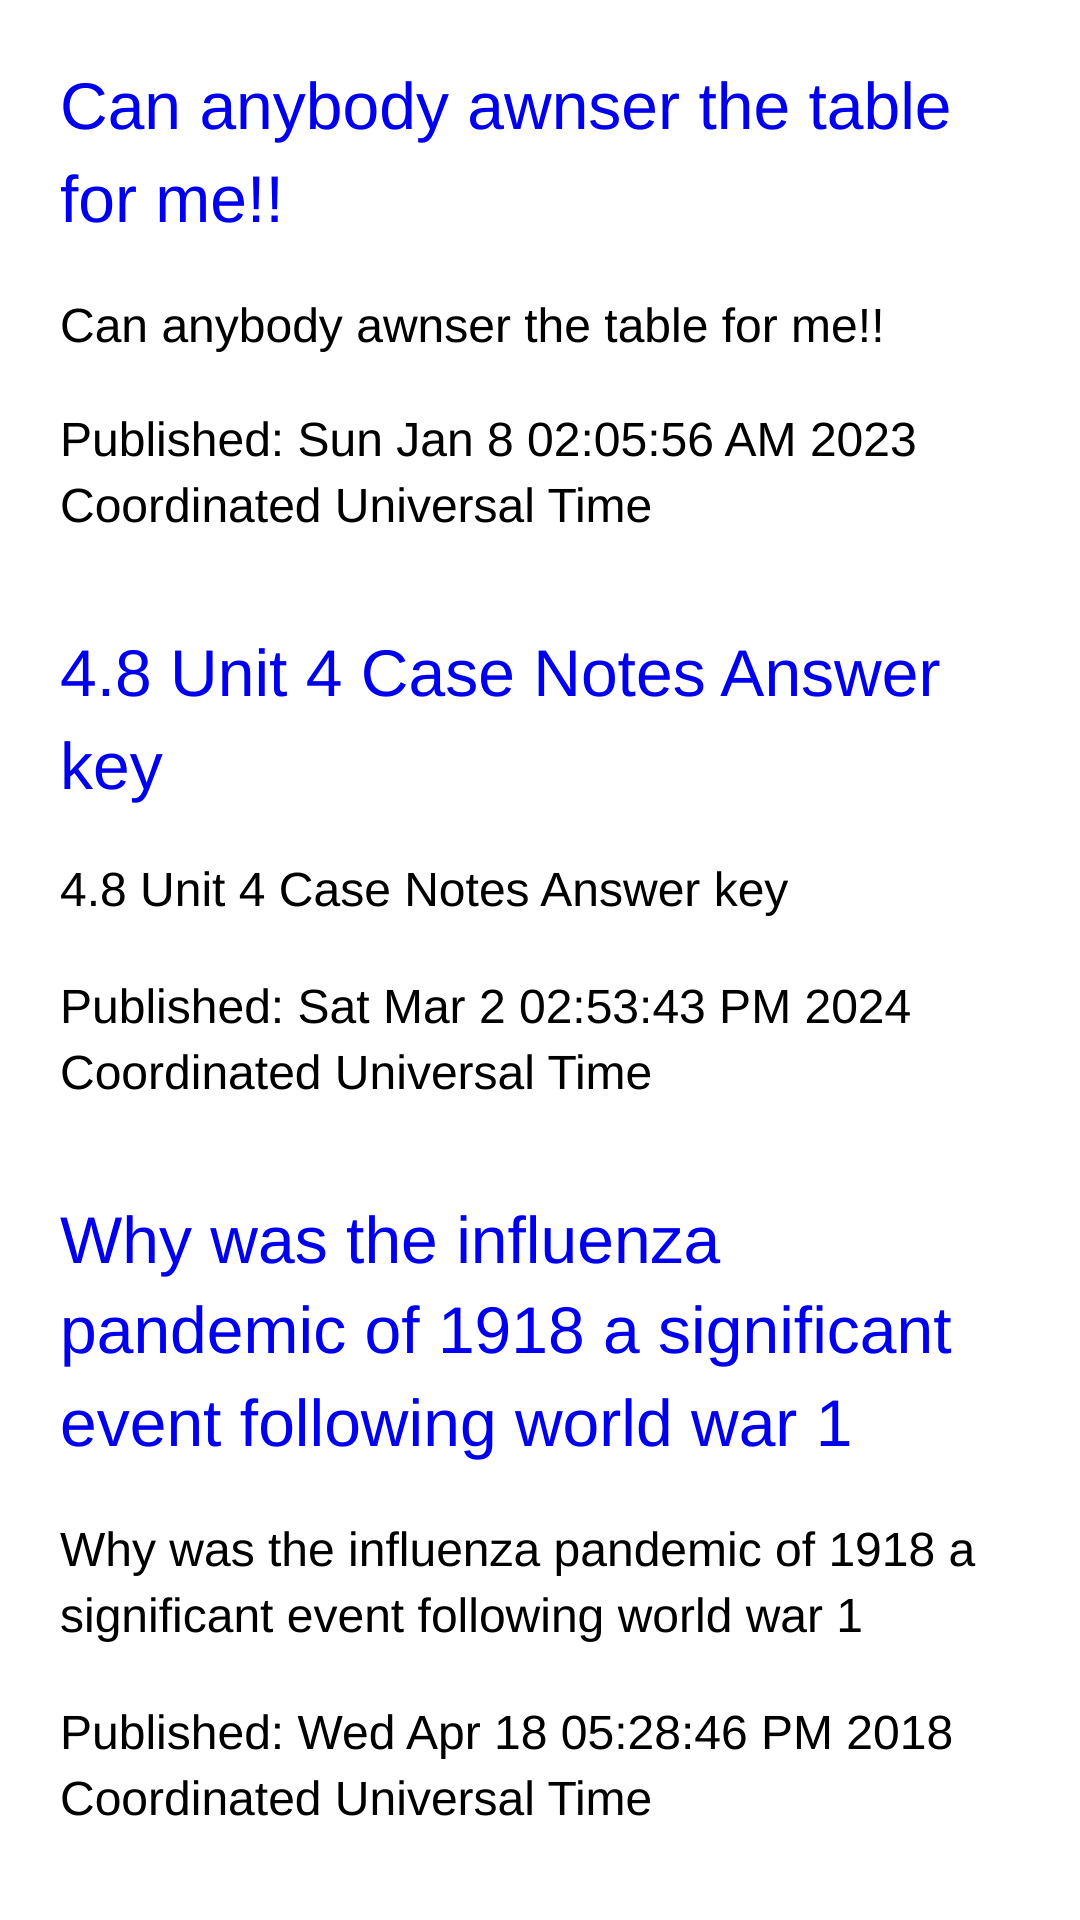 Can anybody awnser the table
for me!!
Can anybody awnser the table for me!!
Published: Sun Jan 8 02:05:56 AM 2023
Coordinated Universal Time
4.8 Unit 4 Case Notes Answer
key
4.8 Unit 4 Case Notes Answer key
Published: Sat Mar 2 02:53:43 PM 2024
Coordinated Universal Time
Why was the influenza
pandemic of 1918 a significant
event following world war 1
Why was the influenza pandemic of 1918 a
significant event following world war 1
Published: Wed Apr 18 05:28:46 PM 2018
Coordinated Universal Time